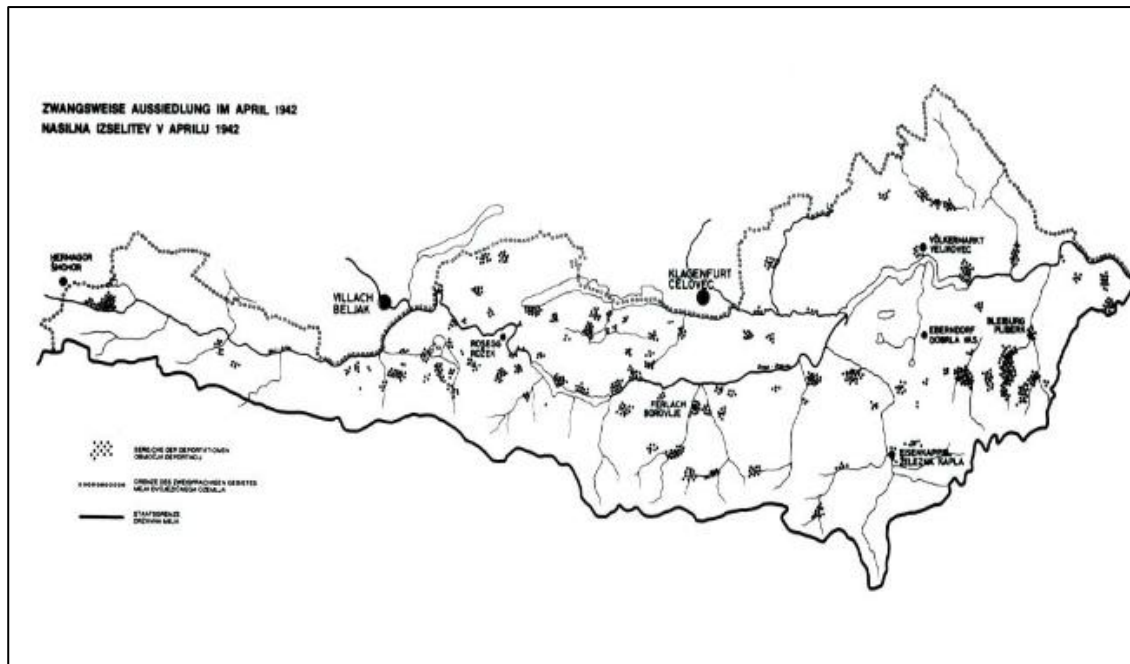 ZWANGSWEISE AUSSIEDLUNG IM APRIL 1942
NASILNA IZSELITEV V APRILU 1942
HERMAGOR
ŠMOHOR
VILLACH
BELJAK
KLAGENFURT
CELOVEC
VÖLKERMARKT
VELIKOVEC
ROSEGG
ROŽEK
EBERNDORF
DOBRLA VAS
BLEIBURG
PLIBERK
FERLACH
BOROVLJE
EISENKAPPEL
ŽELEZNA KAPLA
BEREICHE DER DEPORTATIONEN
OBMOČJA DEPORTACIJ
GRENZE DES ZWEISPRACHIGEN GEBIETES
MEJA DVOJEZIČNEGA OZEMLJA
STAATSGRENZE
DRŽAVNA MEJA